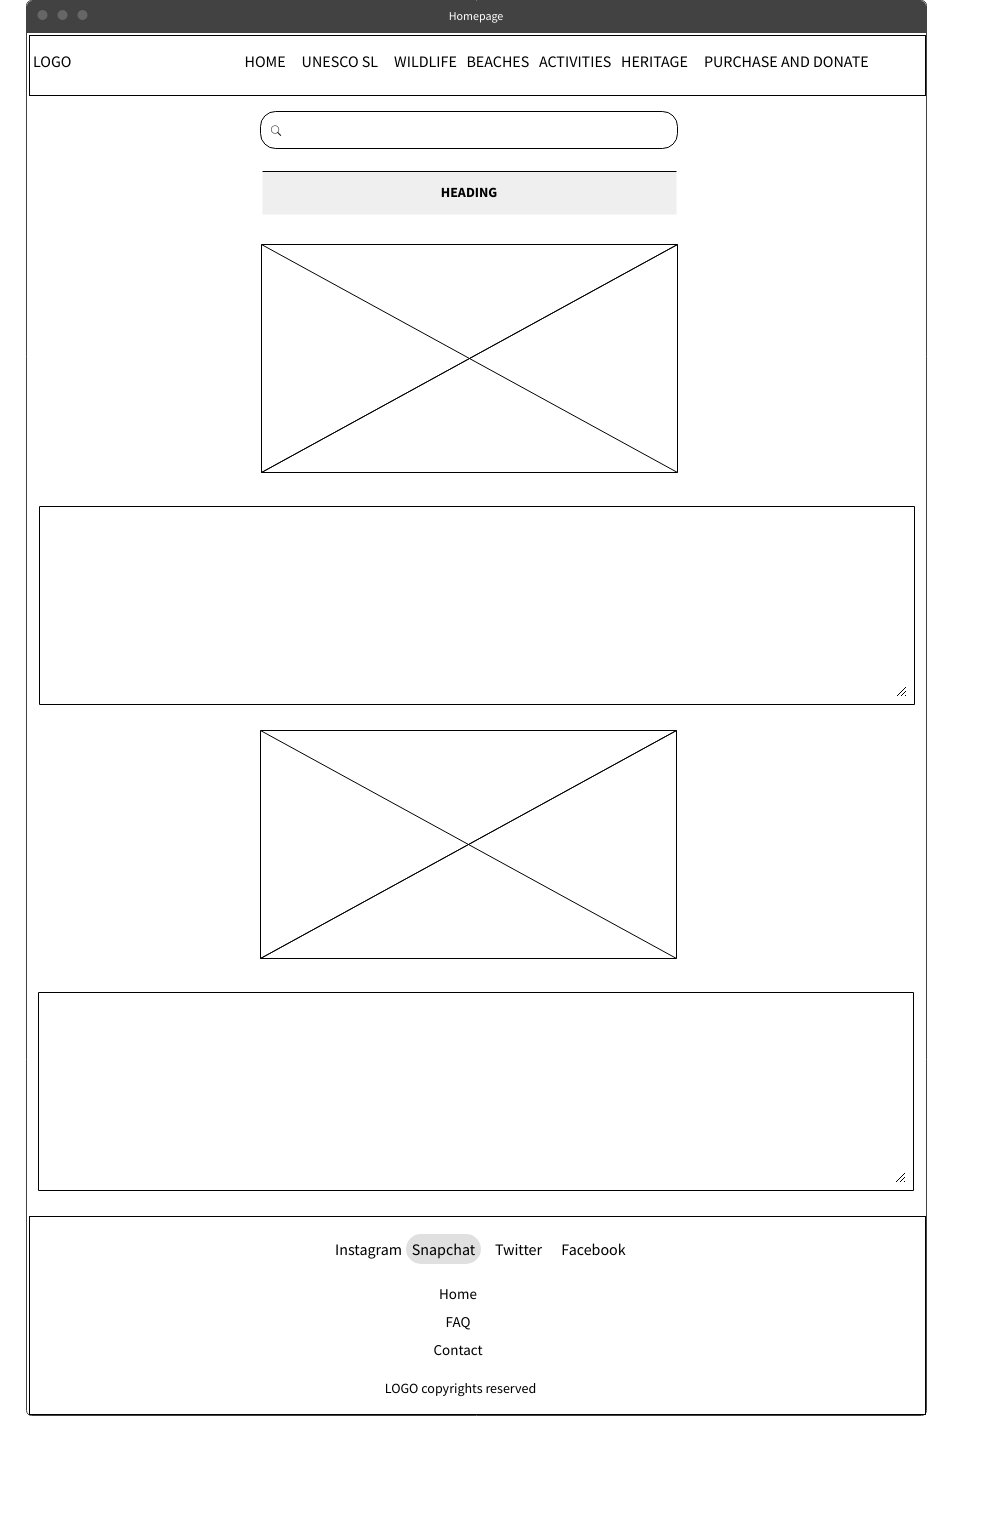 Homepage
LOGO HOME UNESCO SL WILDLIFE BEACHES ACTIVITIES HERITAGE PURCHASE AND DONATE
HEADING
Instagram Snapchat Twitter Facebook
Home
FAQ
Contact
LOGO copyrights reserved